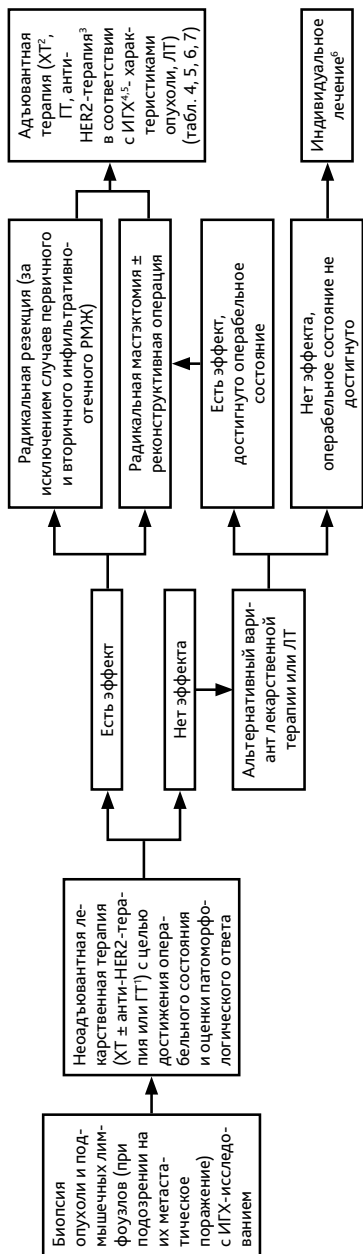 Биопсия
опухоли и под-
мышечных лим-
фоузлов (при
подозрении на
их метаста-
тическое
поражение)
с ИГХ-исследо-
ванием
Неоадъювантная ле-
карственная терапия
(ХТ ± анти-HER2-тера-
пия или ГТ¹) с целью
достижения опера-
бельного состояния
и оценки патоморфо-
логического ответа
Есть эффект
Нет эффекта
Альтернативный вари-
ант лекарственной
терапии или ЛТ
Радикальная резекция (за
исключением случаев первичного
и вторичного инфильтративно-
отечного РМЖ)
Радикальная мастэктомия ±
реконструктивная операция
Есть эффект,
достигнуто операбельное
состояние
Нет эффекта,
операбельное состояние не
достигнуто
Адъювантная
терапия (ХТ²,
ГТ, анти-
HER2-терапия³
в соответствии
с ИГХ⁴,⁵- харак-
теристиками
опухоли, ЛТ)
(табл. 4, 5, 6, 7)
Индивидуальное
лечение⁶